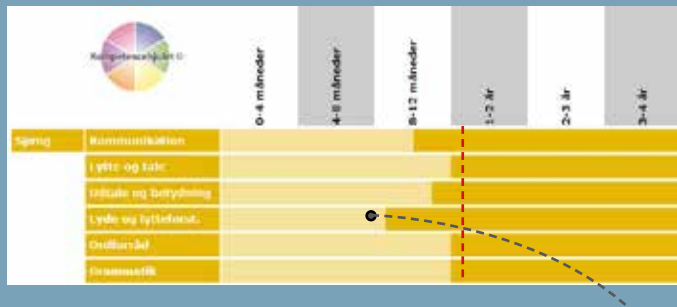 Kompetencehjulet ©
0-4 måneder
4-8 måneder
8-12 måneder
1-2 år
2-3 år
3-4 år
Sprog
Kommunikation
Lytte og tale
Udtale og betydning
Lyde og lytteforst.
Ordforråd
Grammatik